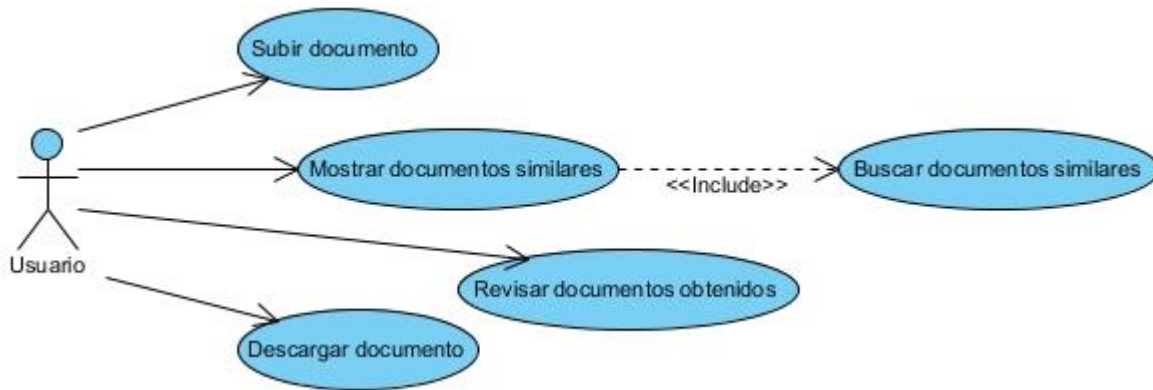 Subir documento
Mostrar documentos similares
<<Include>>
Buscar documentos similares
Usuario
Revisar documentos obtenidos
Descargar documento